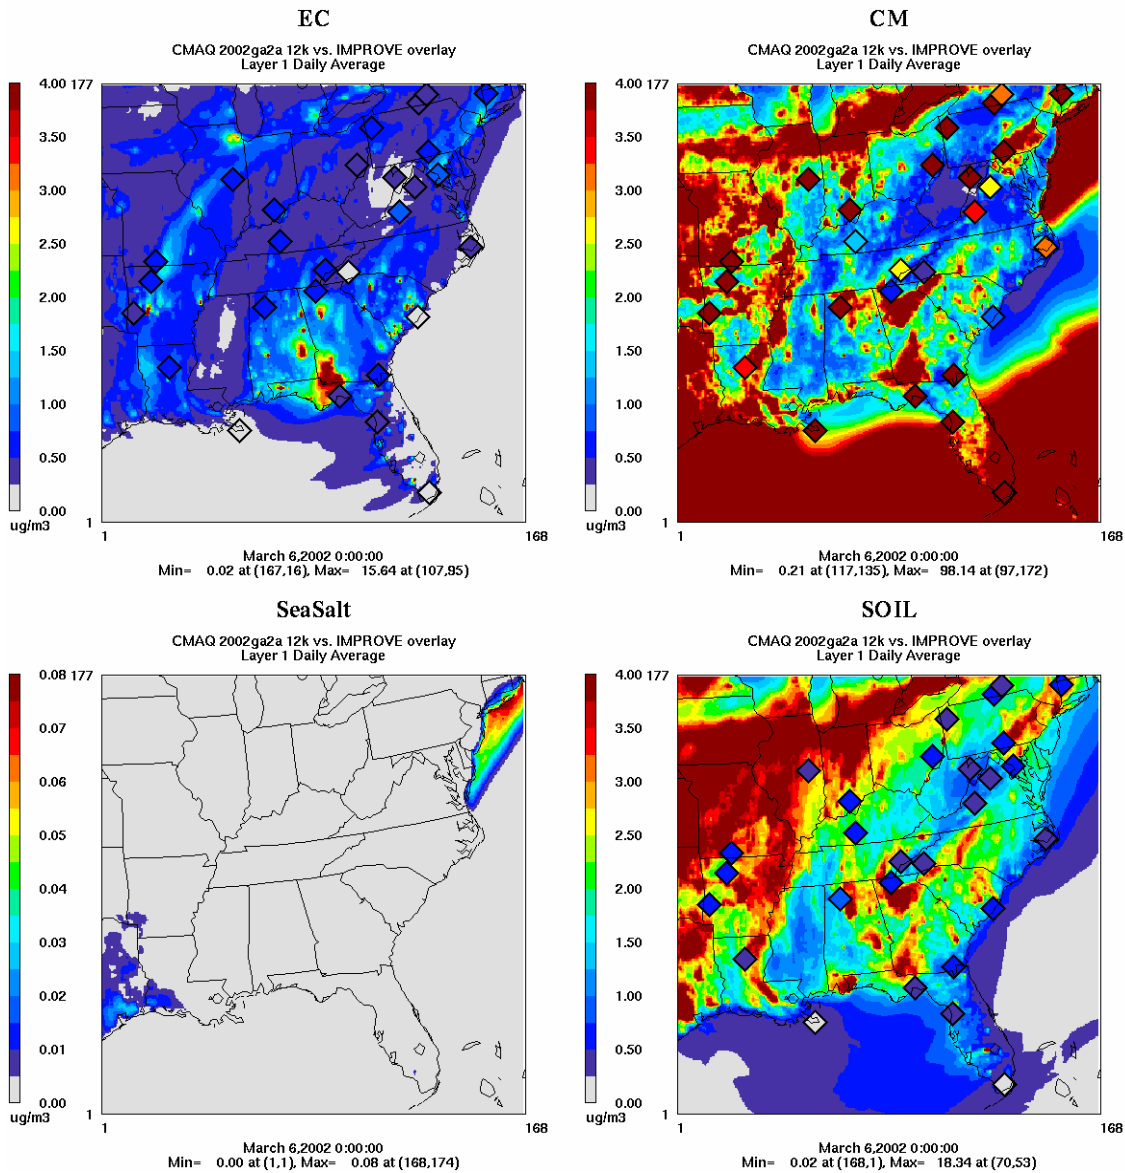 EC
CMAQ 2002ga2a 12k vs. IMPROVE overlay
Layer 1 Daily Average
4.00
3.50
3.00
2.50
2.00
1.50
1.00
0.50
0.00
ug/m3
177
1
1
168
March 6,2002 0:00:00
Min= 0.02 at (167,16), Max= 15.64 at (107,95)
CM
CMAQ 2002ga2a 12k vs. IMPROVE overlay
Layer 1 Daily Average
4.00
3.50
3.00
2.50
2.00
1.50
1.00
0.50
0.00
ug/m3
177
1
1
168
March 6,2002 0:00:00
Min= 0.21 at (117,135), Max= 98.14 at (97,172)
SeaSalt
CMAQ 2002ga2a 12k vs. IMPROVE overlay
Layer 1 Daily Average
0.08
0.07
0.06
0.05
0.04
0.03
0.02
0.01
0.00
ug/m3
177
1
1
168
March 6,2002 0:00:00
Min= 0.00 at (1,1), Max= 0.08 at (168,174)
SOIL
CMAQ 2002ga2a 12k vs. IMPROVE overlay
Layer 1 Daily Average
4.00
3.50
3.00
2.50
2.00
1.50
1.00
0.50
0.00
ug/m3
177
1
1
168
March 6,2002 0:00:00
Min= 0.02 at (168,1), Max= 18.34 at (70,53)